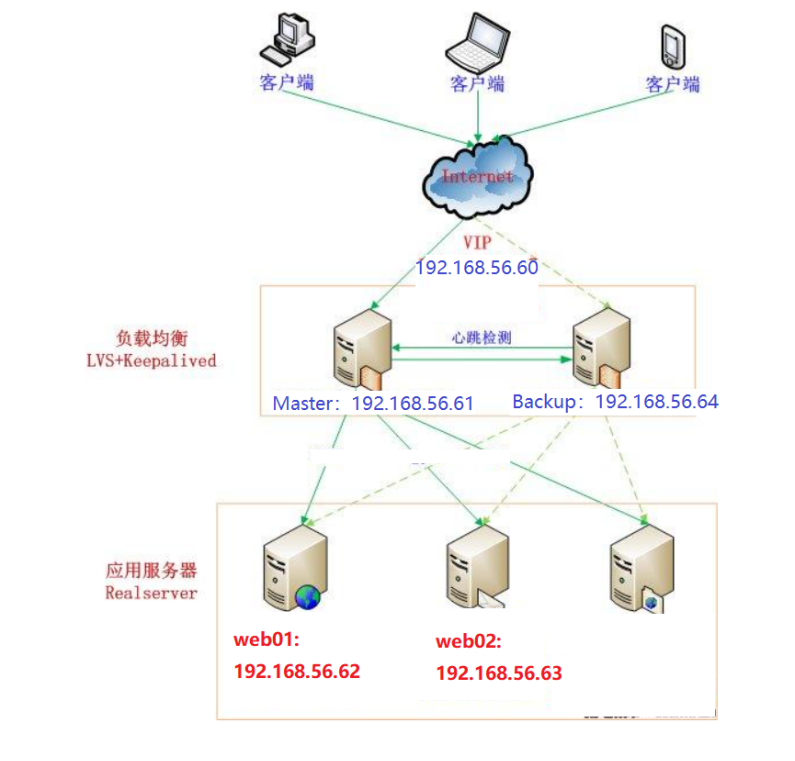 客户端
客户端
客户端
Internet
VIP
192.168.56.60
负载均衡
LVS+Keepalived
心跳检测
Master：192.168.56.61
Backup：192.168.56.64
应用服务器
Realserver
web01:
192.168.56.62
web02:
192.168.56.63